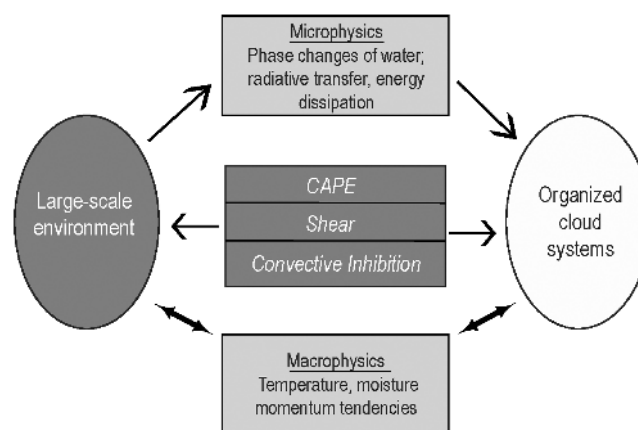 Microphysics
Phase changes of water;
radiative transfer, energy
dissipation
Large-scale
environment
CAPE
Shear
Convective Inhibition
Organized
cloud
systems
Macrophysics
Temperature, moisture
momentum tendencies